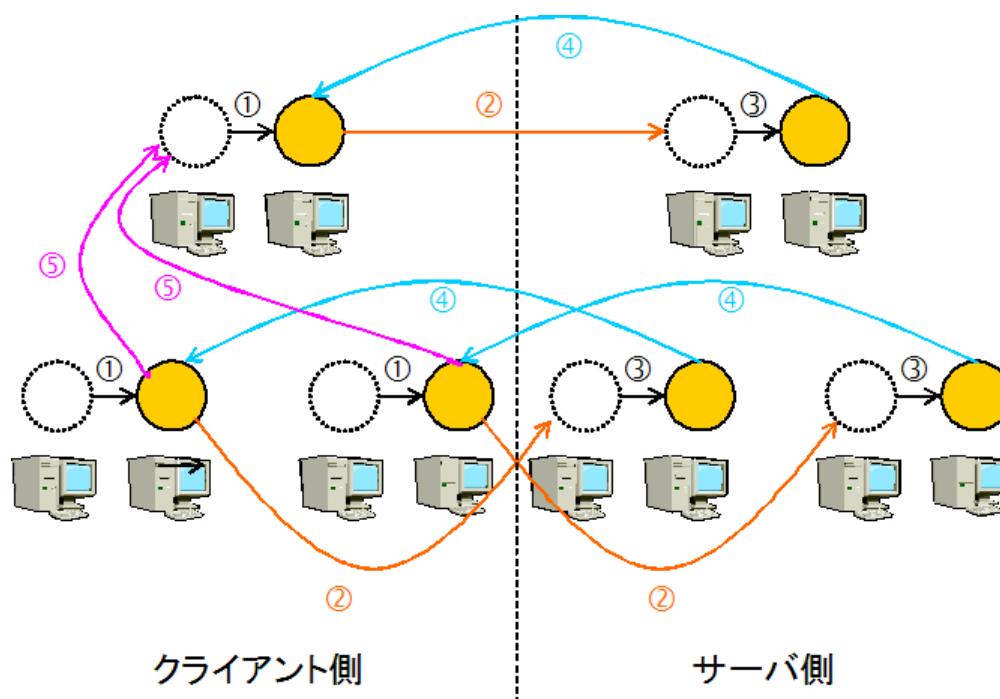 ④
① ② ③
⑤ ⑤ ④ ④
① ① ③ ③
② ②
クライアント側 サーバ側